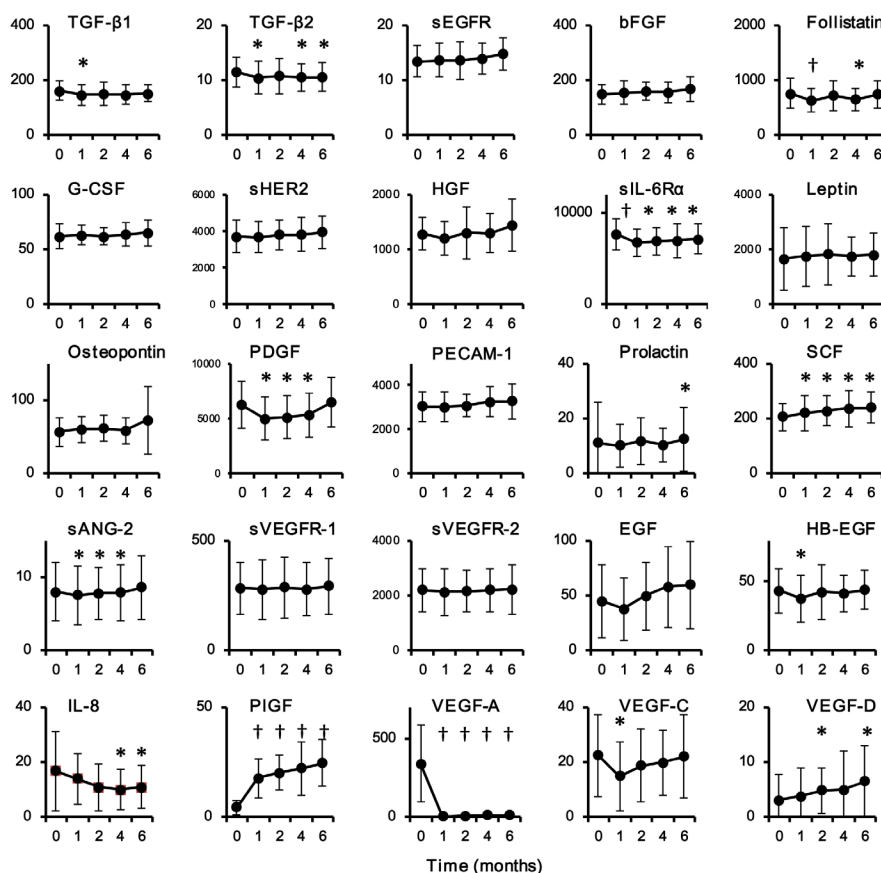 TGF-β1 TGF-β2 sEGFR bFGF Follistatin
400 20 20 400 2000
* * * * † *
200 10 10 200 1000
0 0 0 0 0
0 1 2 4 6 0 1 2 4 6 0 1 2 4 6 0 1 2 4 6 0 1 2 4 6
G-CSF sHER2 HGF sIL-6Rα Leptin
100 6000 2000 10000 4000
† * * * *
50 4000 1000 2000
2000
0 0 0 0 0
0 1 2 4 6 0 1 2 4 6 0 1 2 4 6 0 1 2 4 6 0 1 2 4 6
Osteopontin PDGF PECAM-1 Prolactin SCF
100 10000 4000 40 400
* * * * * * * *
5000 2000 20 200
0 0 0 0 0
0 1 2 4 6 0 1 2 4 6 0 1 2 4 6 0 1 2 4 6 0 1 2 4 6
sANG-2 sVEGFR-1 sVEGFR-2 EGF HB-EGF
10 500 4000 100 50
* * * *
2000 50
0 0 0 0 0
0 1 2 4 6 0 1 2 4 6 0 1 2 4 6 0 1 2 4 6 0 1 2 4 6
IL-8 PIGF VEGF-A VEGF-C VEGF-D
40 50 500 40 20
* * † † † † † † † † * * *
20 20 10
0 0 0 0 0
0 1 2 4 6 0 1 2 4 6 0 1 2 4 6 0 1 2 4 6 0 1 2 4 6
Time (months)